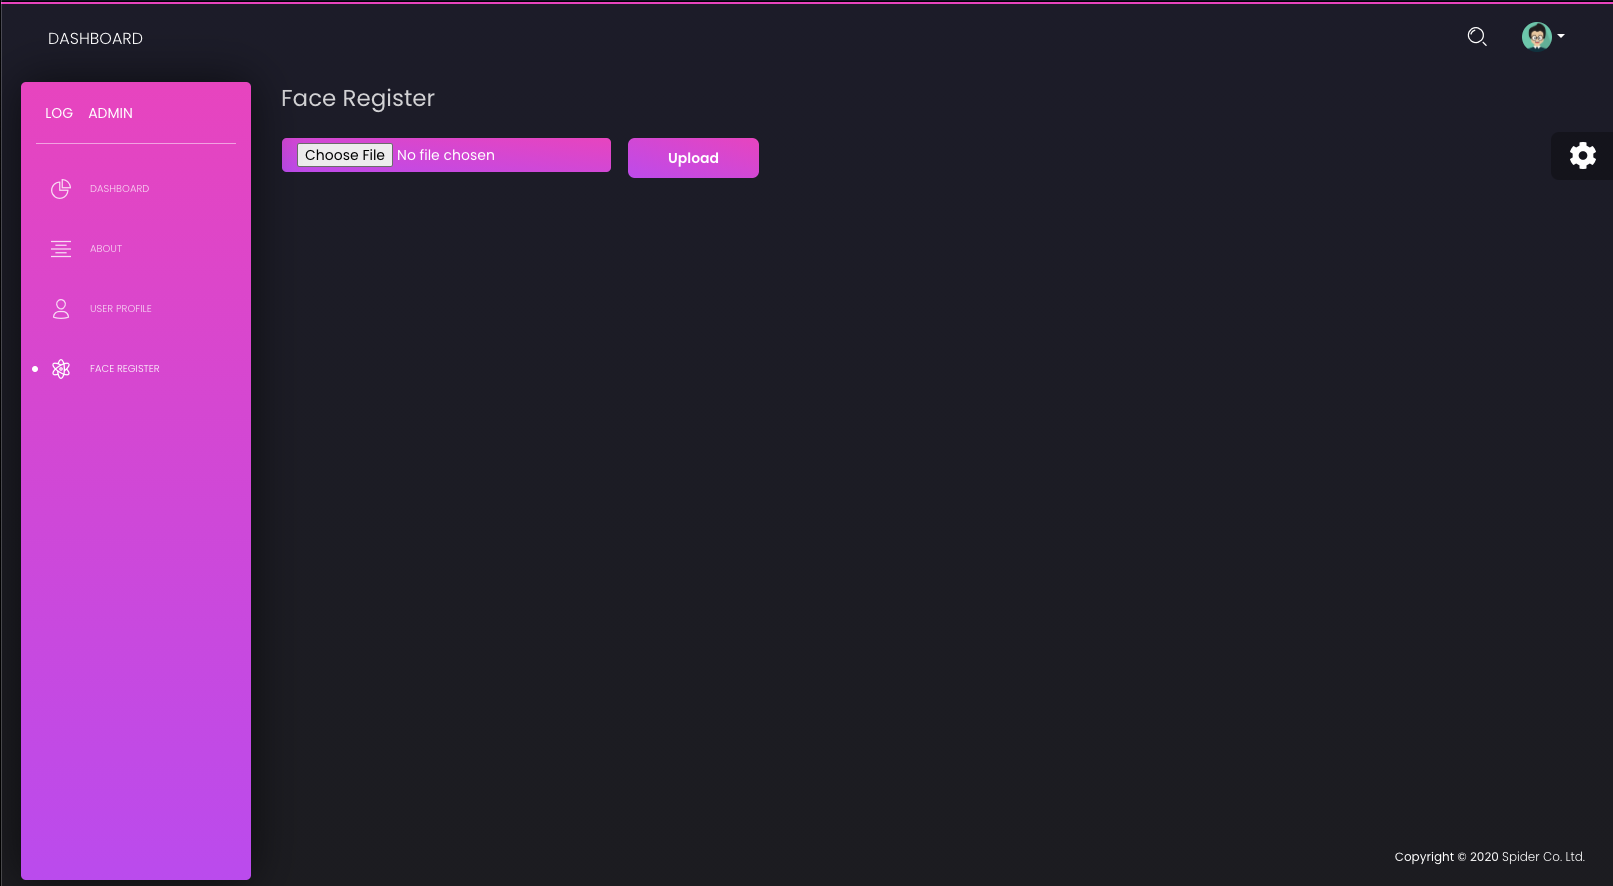 DASHBOARD
LOG ADMIN
DASHBOARD
ABOUT
USER PROFILE
FACE REGISTER
Face Register
Choose File No file chosen
Upload
Copyright © 2020 Spider Co. Ltd.